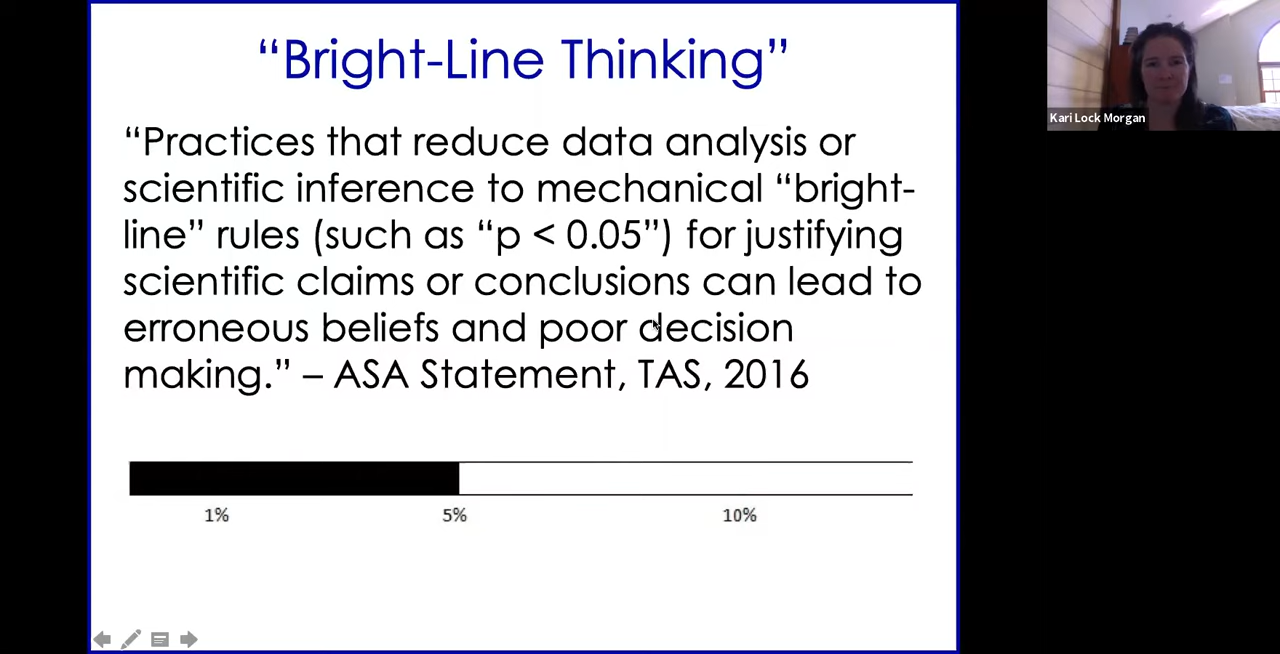 “Bright-Line Thinking”
“Practices that reduce data analysis or
scientific inference to mechanical “bright-
line” rules (such as “p < 0.05”) for justifying
scientific claims or conclusions can lead to
erroneous beliefs and poor decision
making.” – ASA Statement, TAS, 2016
1% 5% 10%
Kari Lock Morgan